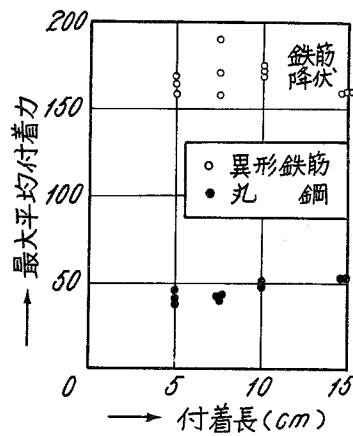 200
鉄筋
降伏
150
最大平均付着力
100
○ 異形鉄筋
● 丸 鋼
50
0
5
10
15
付着長(cm)